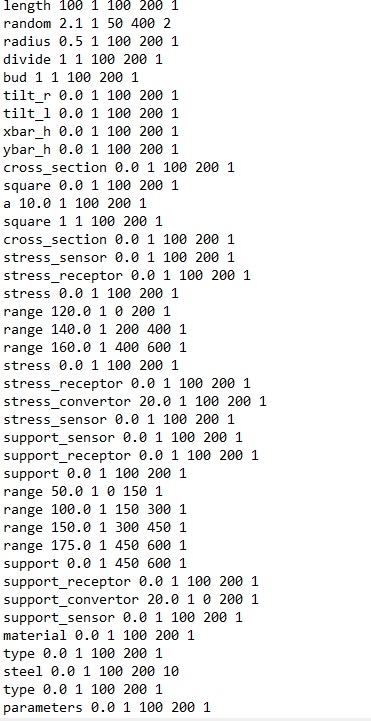 length 100 1 100 200 1
random 2.1 1 50 400 2
radius 0.5 1 100 200 1
divide 1 1 100 200 1
bud 1 1 100 200 1
tilt_r 0.0 1 100 200 1
tilt_l 0.0 1 100 200 1
xbar_h 0.0 1 100 200 1
ybar_h 0.0 1 100 200 1
cross_section 0.0 1 100 200 1
square 0.0 1 100 200 1
a 10.0 1 100 200 1
square 1 1 100 200 1
cross_section 0.0 1 100 200 1
stress_sensor 0.0 1 100 200 1
stress_receptor 0.0 1 100 200 1
stress 0.0 1 100 200 1
range 120.0 1 0 200 1
range 140.0 1 200 400 1
range 160.0 1 400 600 1
stress 0.0 1 100 200 1
stress_receptor 0.0 1 100 200 1
stress_convertor 20.0 1 100 200 1
stress_sensor 0.0 1 100 200 1
support_sensor 0.0 1 100 200 1
support_receptor 0.0 1 100 200 1
support 0.0 1 100 200 1
range 50.0 1 0 150 1
range 100.0 1 150 300 1
range 150.0 1 300 450 1
range 175.0 1 450 600 1
support 0.0 1 450 600 1
support_receptor 0.0 1 100 200 1
support_convertor 20.0 1 0 200 1
support_sensor 0.0 1 100 200 1
material 0.0 1 100 200 1
type 0.0 1 100 200 1
steel 0.0 1 100 200 10
type 0.0 1 100 200 1
parameters 0.0 1 100 200 1